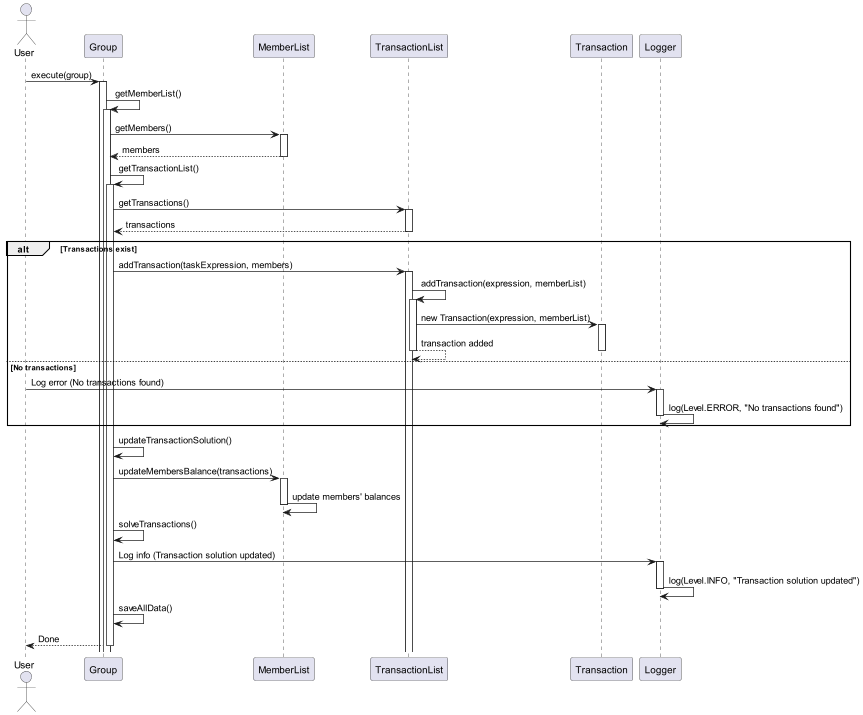 User
Group
MemberList
TransactionList
Transaction
Logger
execute(group)
getMemberList()
getMembers()
members
getTransactionList()
getTransactions()
transactions
alt
[Transactions exist]
addTransaction(taskExpression, members)
addTransaction(expression, memberList)
new Transaction(expression, memberList)
transaction added
[No transactions]
Log error (No transactions found)
log(Level.ERROR, "No transactions found")
updateTransactionSolution()
updateMembersBalance(transactions)
update members' balances
solveTransactions()
Log info (Transaction solution updated)
log(Level.INFO, "Transaction solution updated")
saveAllData()
Done
User
Group
MemberList
TransactionList
Transaction
Logger